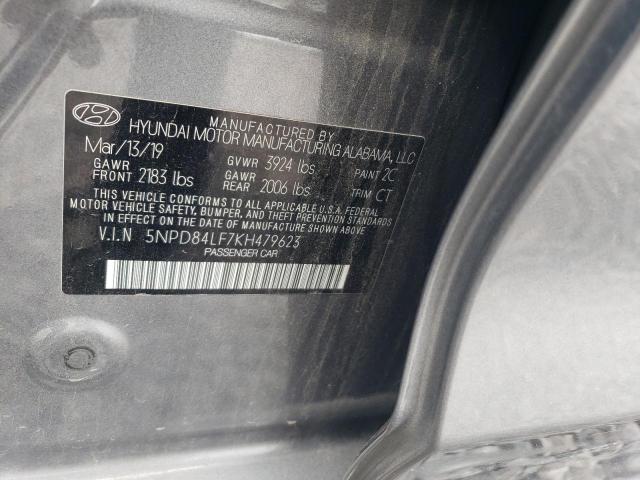 MANUFACTURED BY
HYUNDAI MOTOR MANUFACTURING ALABAMA, LLC
Mar/13/19 GVWR 3924 lbs PAINT 2C
GAWR FRONT 2183 lbs GAWR REAR 2006 lbs TRIM CT
THIS VEHICLE CONFORMS TO ALL APPLICABLE U.S.A FEDERAL
MOTOR VEHICLE SAFETY, BUMPER, AND THEFT PREVENTION STANDARDS
IN EFFECT ON THE DATE OF MANUFACTURE SHOWN ABOVE.
V.I.N 5NPD84LF7KH479623
PASSENGER CAR